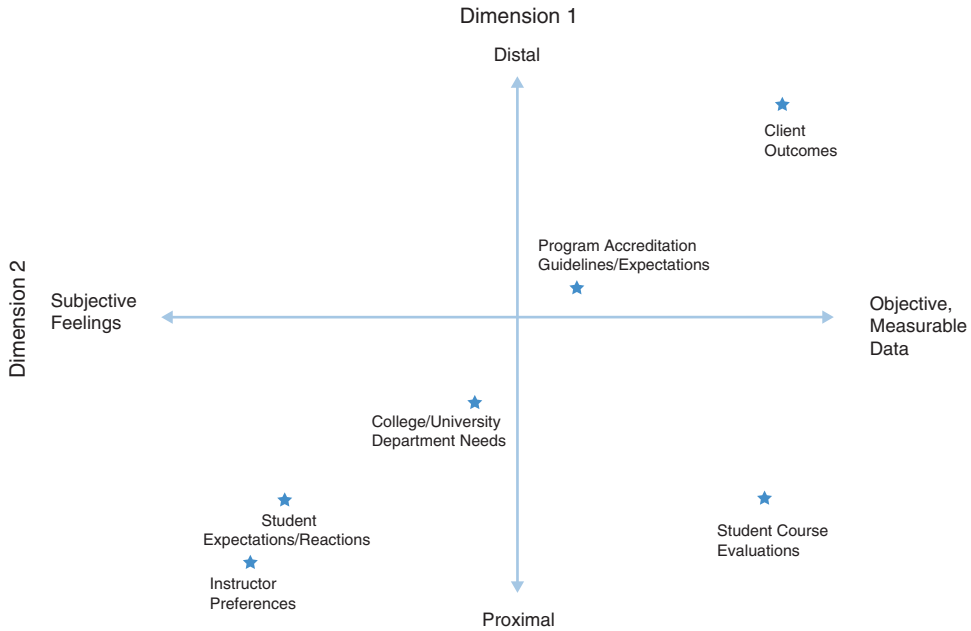 Dimension 1
Distal
Client
Outcomes
Program Accreditation
Guidelines/Expectations
Dimension 2
Subjective
Feelings
Objective,
Measurable
Data
College/University
Department Needs
Student
Expectations/Reactions
Student Course
Evaluations
Instructor
Preferences
Proximal